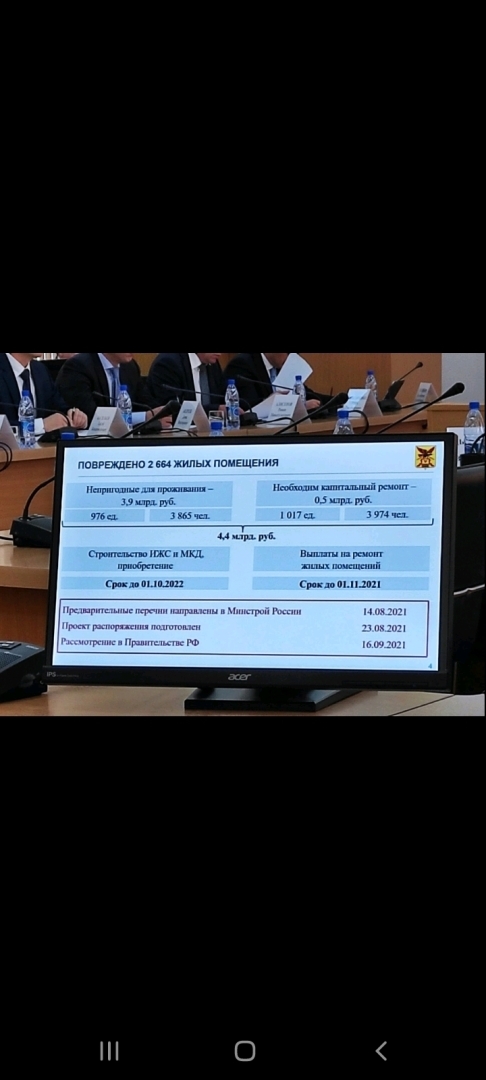 ПОВРЕЖДЕНО 2 664 ЖИЛЫХ ПОМЕЩЕНИЯ
Непригодные для проживания –
3,9 млрд. руб.
976 ед.
3 865 чел.
Необходим капитальный ремонт –
0,5 млрд. руб.
1 017 ед.
3 974 чел.
4,4 млрд. руб.
Строительство ИЖС и МКД,
приобретение
Срок до 01.10.2022
Выплаты на ремонт
жилых помещений
Срок до 01.11.2021
Предварительные перечни направлены в Минстрой России 14.08.2021
Проект распоряжения подготовлен 23.08.2021
Рассмотрение в Правительстве РФ 16.09.2021
4
IPS
acer